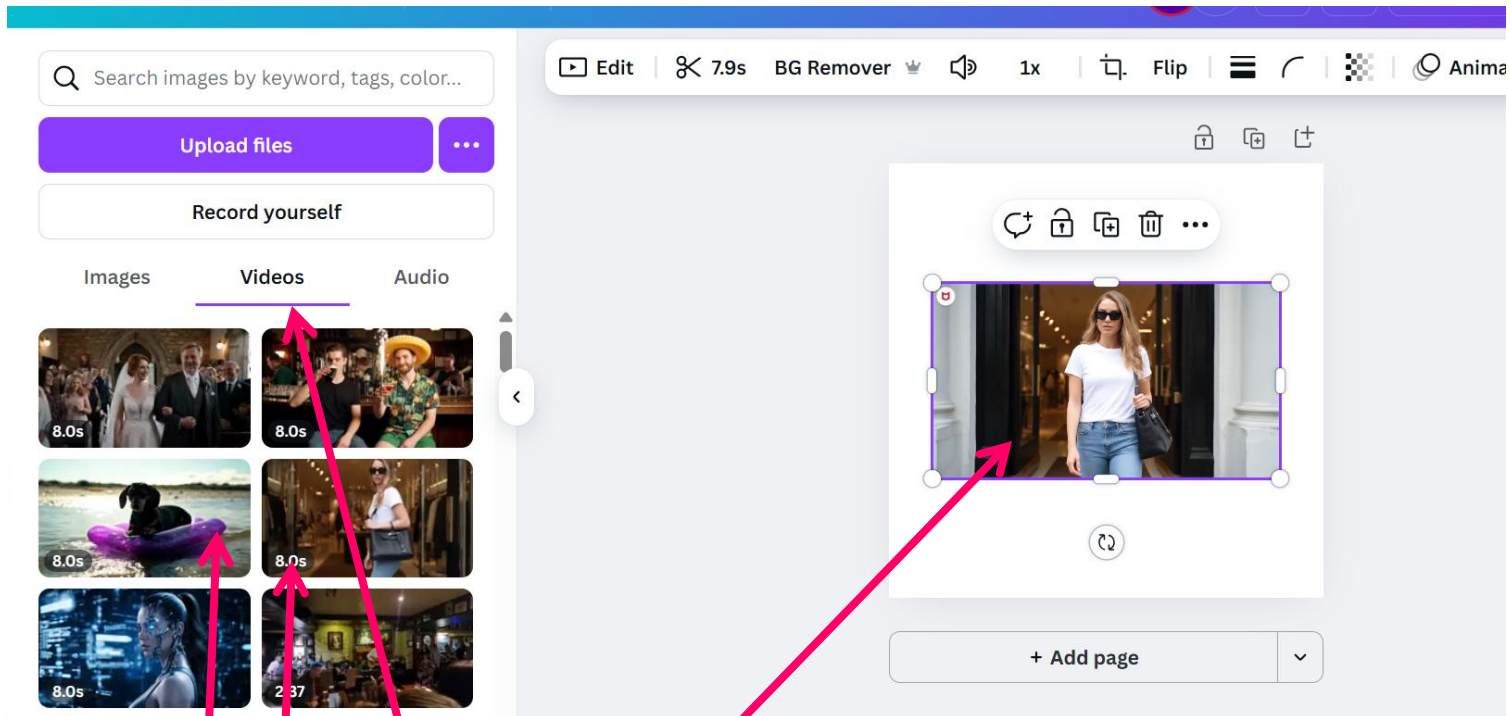 Search images by keyword, tags, color...
Upload files
Record yourself
Images Videos Audio
8.0s 8.0s
8.0s 8.0s
8.0s
Edit 7.9s BG Remover 1x Flip Anima
+ Add page